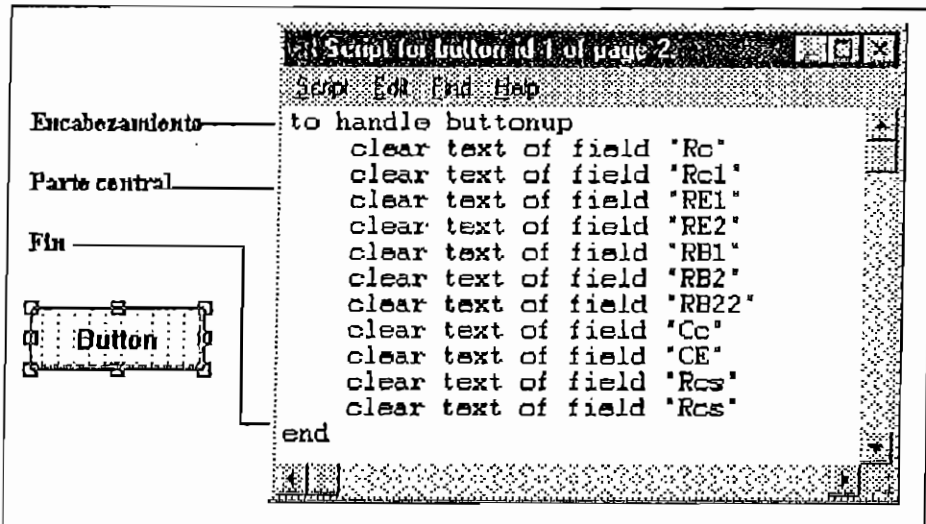 Script for button id 1 of page 2
Script Edit Find Help
Encabezamiento
to handle buttonup
clear text of field "Rc"
clear text of field "Rc1"
Parte central
clear text of field "RE1"
clear text of field "RE2"
Fin
clear text of field "RB1"
clear text of field "RB2"
clear text of field "RB22"
Button
clear text of field "Cc"
clear text of field "CE"
clear text of field "Rcs"
clear text of field "Rcs"
end